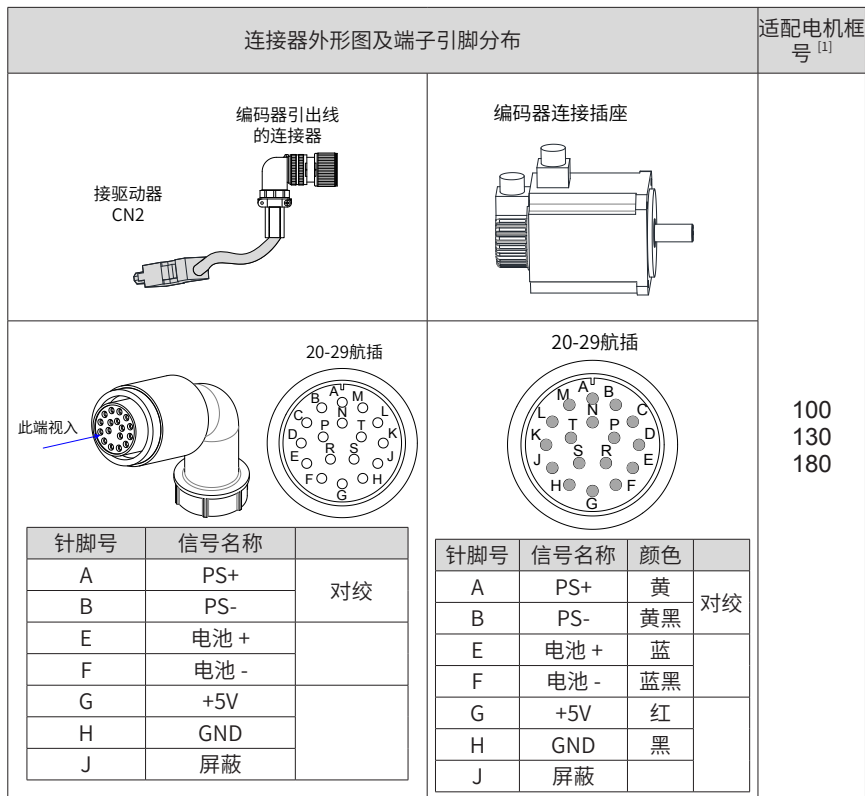 连接器外形图及端子引脚分布
适配电机框
号 [1]
编码器引出线
的连接器
接驱动器
CN2
编码器连接插座
20-29航插
此端视入
A
B
M
C
N
L
D
P
T
K
E
R
S
J
F
H
G
针脚号 信号名称
A PS+ 对绞
B PS-
E 电池 +
F 电池 -
G +5V
H GND
J 屏蔽
20-29航插
A
M
B
L
N
C
K
T
P
D
J
S
R
E
H
F
G
针脚号 信号名称 颜色
A PS+ 黄 对绞
B PS- 黄黑
E 电池 + 蓝
F 电池 - 蓝黑
G +5V 红
H GND 黑
J 屏蔽
100
130
180